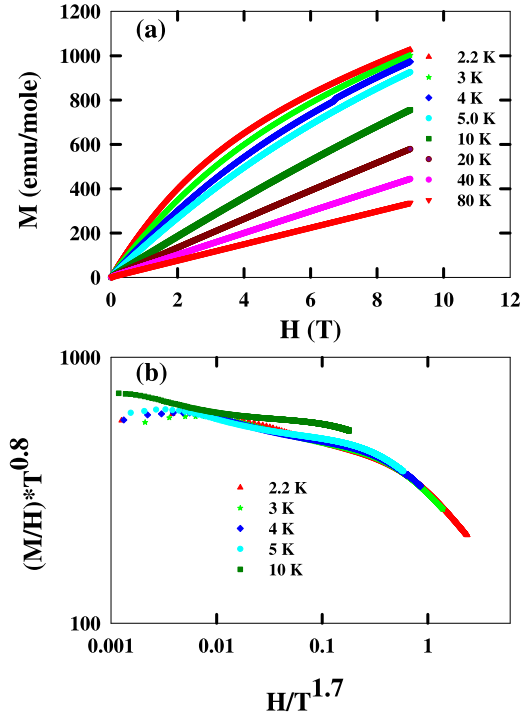 (a)
1200
1000
800
600
400
200
0
M (emu/mole)
2.2 K
3 K
4 K
5.0 K
10 K
20 K
40 K
80 K
0 2 4 6 8 10 12
H (T)
(b)
1000
100
(M/H)*T^0.8
2.2 K
3 K
4 K
5 K
10 K
0.001 0.01 0.1 1
H/T^1.7